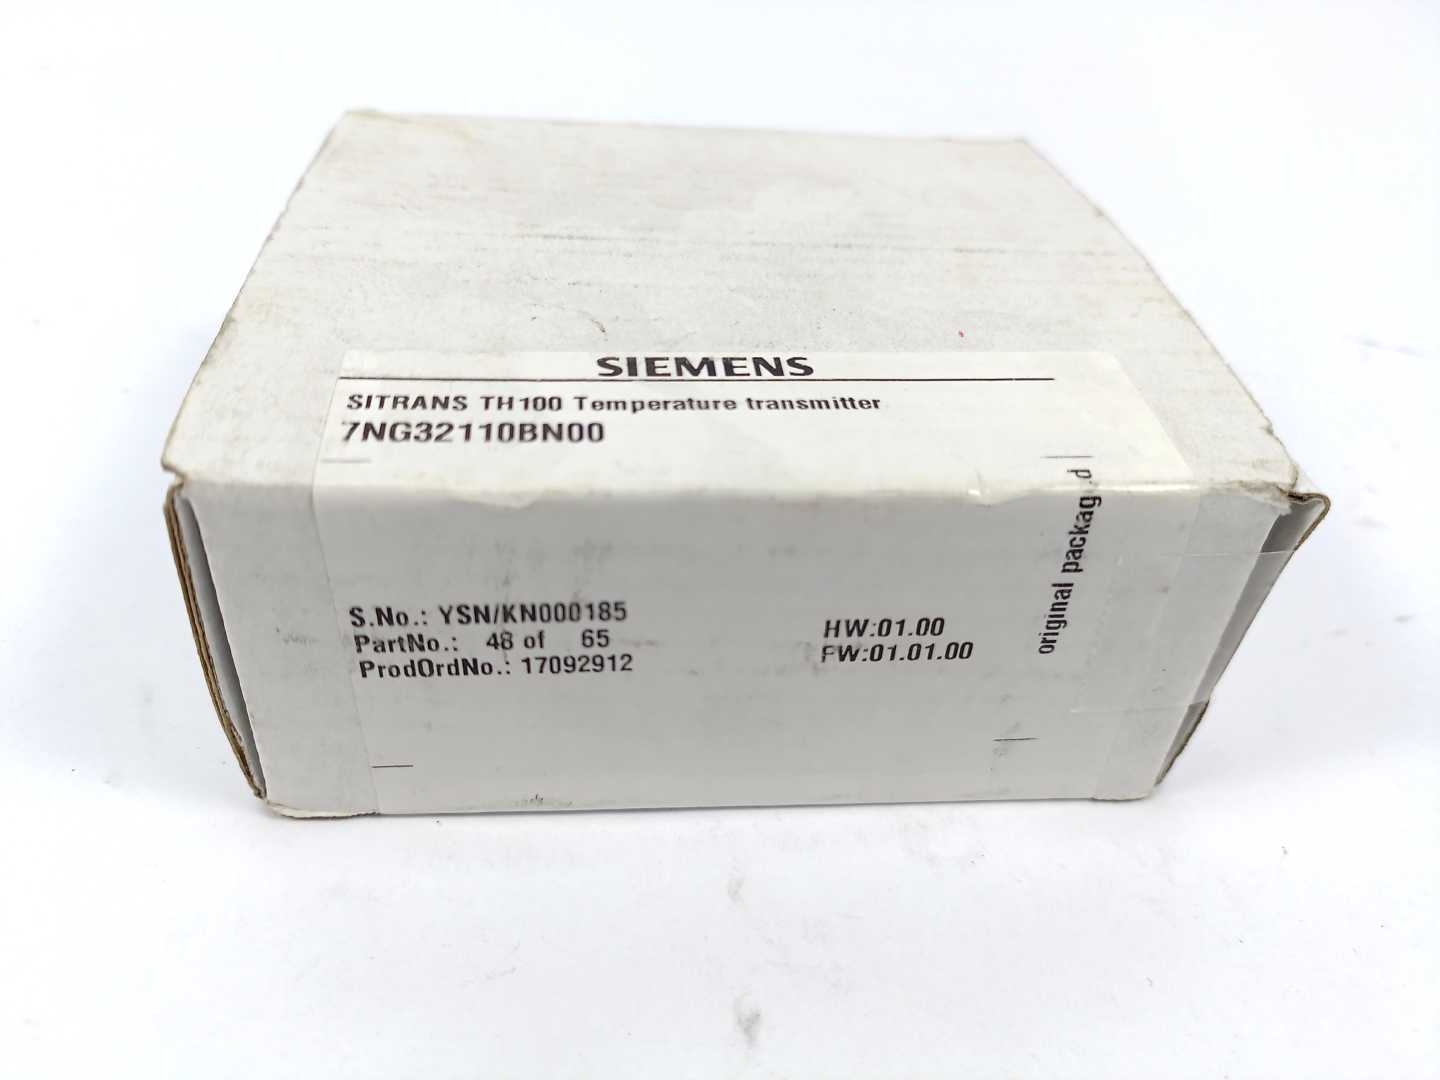 SIEMENS
SITRANS TH100 Temperature transmitter
7NG32110BN00
S.No.: YSN/KN000185
PartNo.: 48 of 65
ProdOrdNo.: 17092912
HW:01.00
FW:01.01.00
original